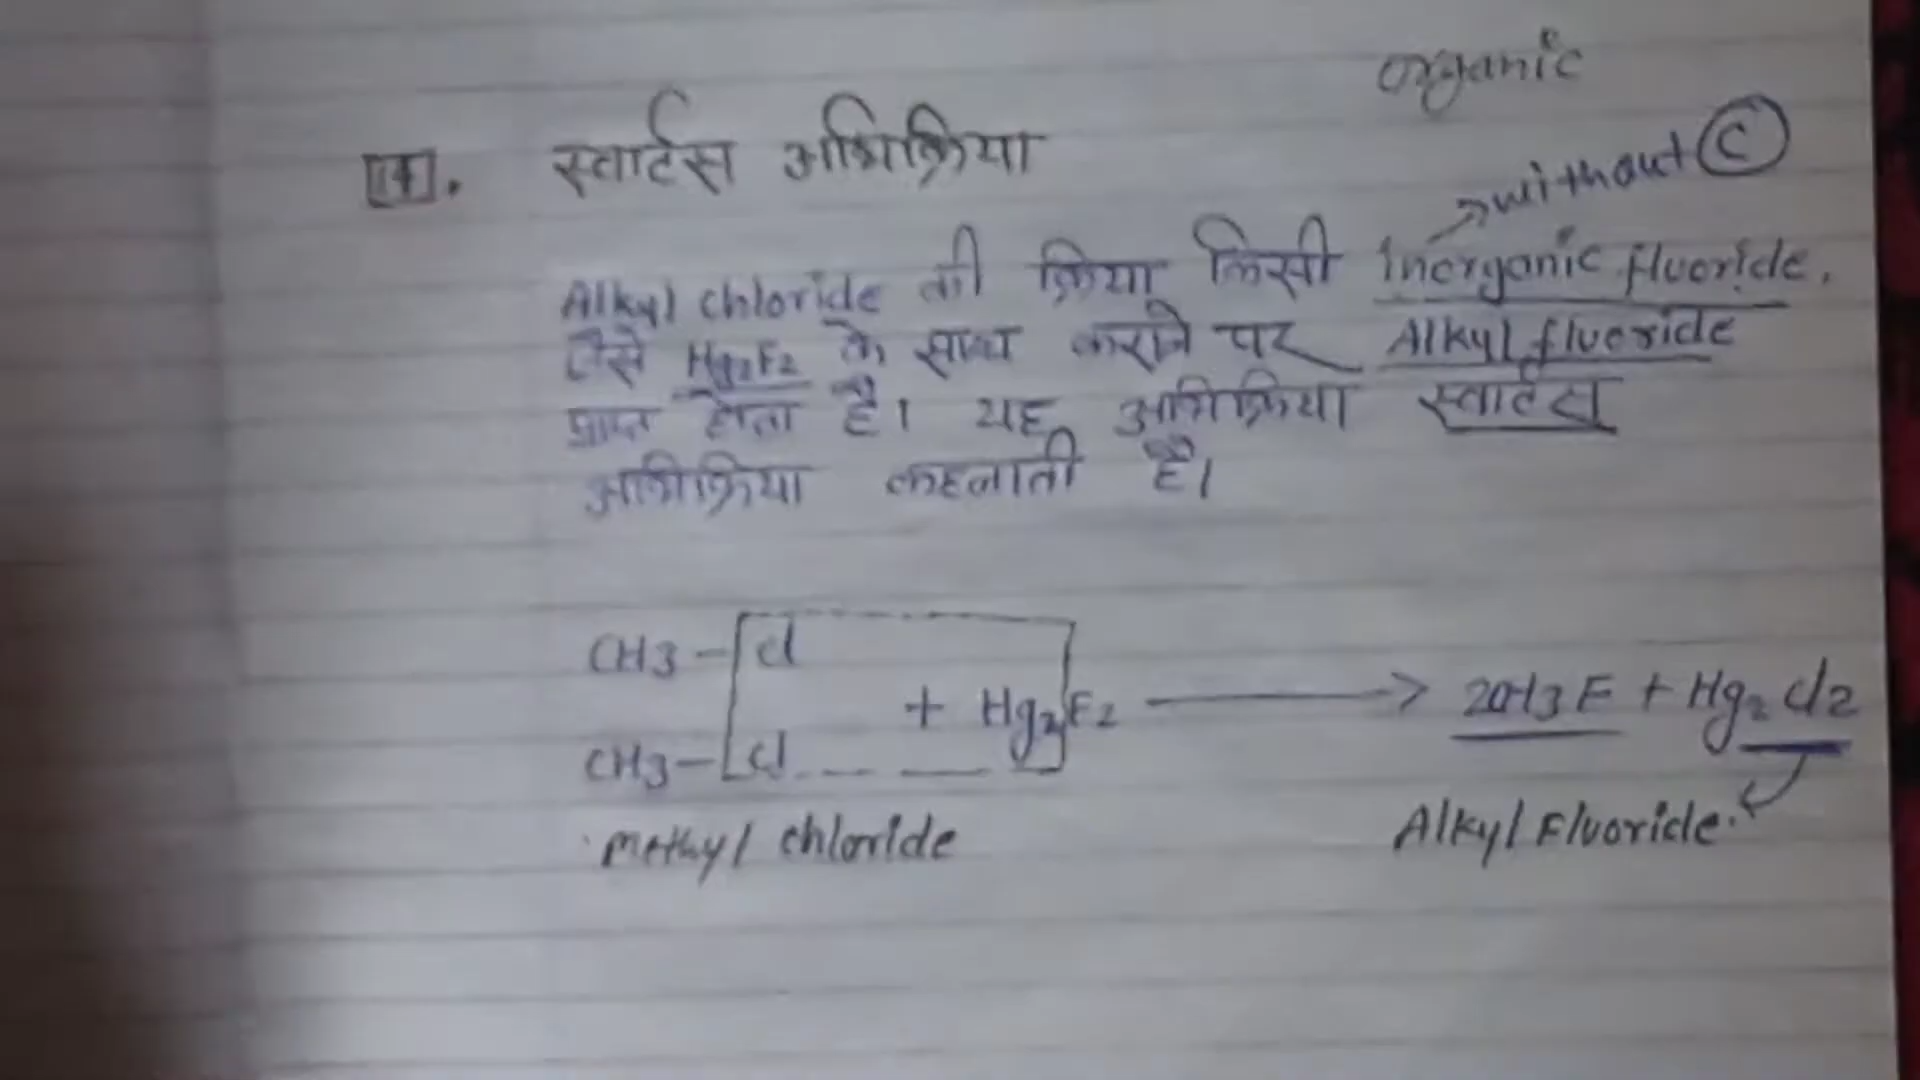 organic
[14]. स्वार्टस अभिक्रिया
→ without C
Alkyl chloride की क्रिया किसी inorganic fluoride,
जैसे Hg2F2 के साथ कराने पर Alkyl fluoride
प्राप्त होता है। यह अभिक्रिया स्वार्टस
अभिक्रिया कहलाती है।
CH3-Cl
+ Hg2F2 → 2CH3F + Hg2Cl2
CH3-Cl
Methyl chloride Alkyl Fluoride.